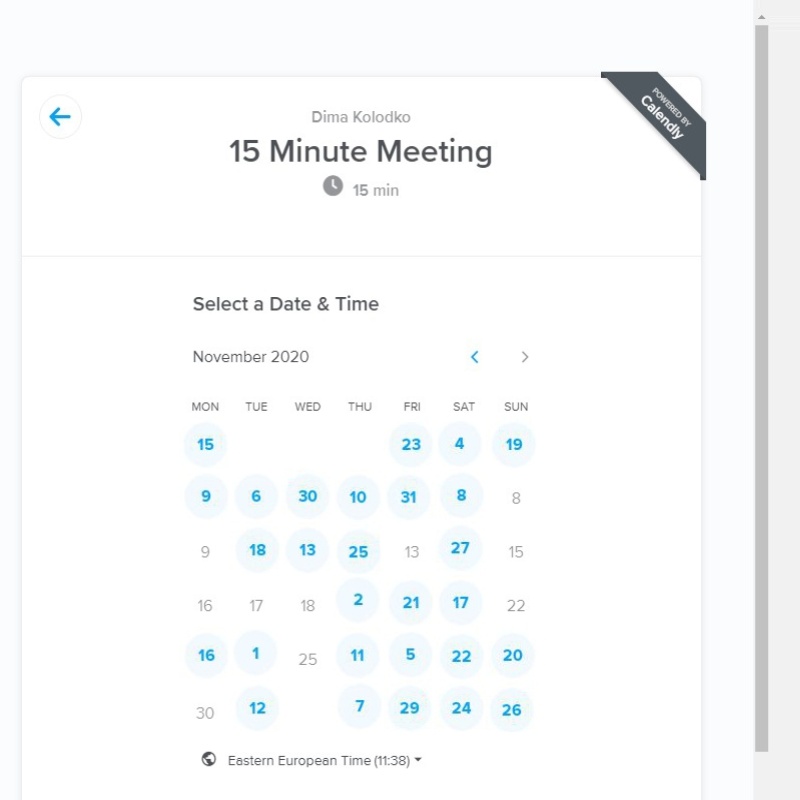 POWERED BY
Calendly
Dima Kolodko
15 Minute Meeting
15 min
Select a Date & Time
November 2020
MON TUE WED THU FRI SAT SUN
15 23 4 19
9 6 30 10 31 8 8
9 18 13 25 13 27 15
16 17 18 2 21 17 22
16 1 25 11 5 22 20
30 12 7 29 24 26
Eastern European Time (11:38)